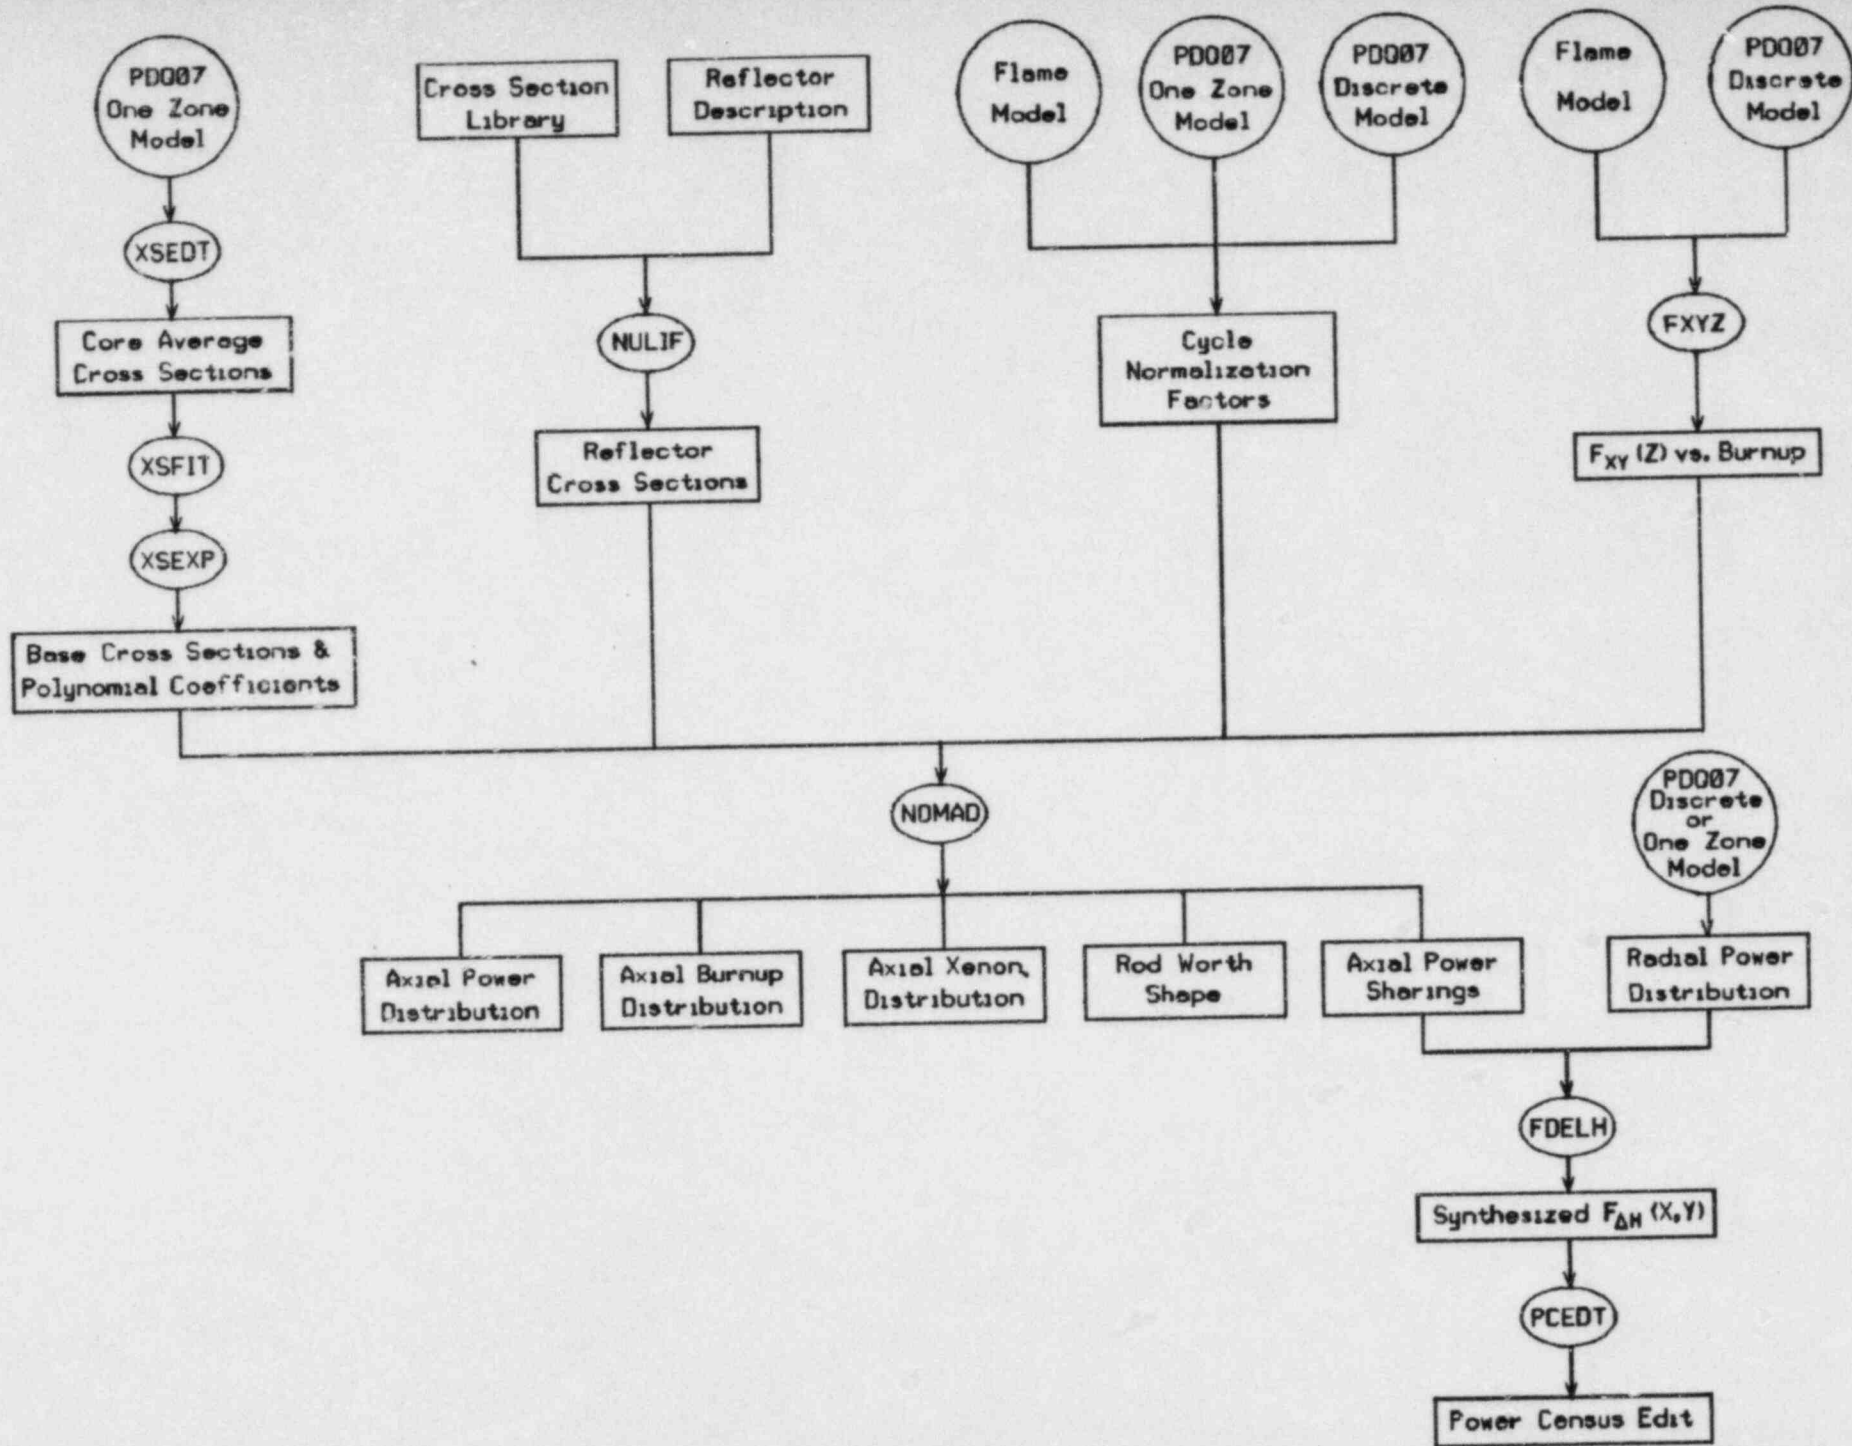 PDQ07
One Zone
Model
Cross Section
Library
Reflector
Description
Flame
Model
PDQ07
One Zone
Model
PDQ07
Discrete
Model
Flame
Model
PDQ07
Discrete
Model
XSEDT
Core Average
Cross Sections
NULIF
Cycle
Normalization
Factors
FXYZ
XSFIT
Reflector
Cross Sections
F_XY (Z) vs. Burnup
XSEXP
Base Cross Sections &
Polynomial Coefficients
NOMAD
PDQ07
Discrete
or
One Zone
Model
Axial Power
Distribution
Axial Burnup
Distribution
Axial Xenon
Distribution
Rod Worth
Shape
Axial Power
Sharings
Radial Power
Distribution
FDELH
Synthesized F_ΔH (X,Y)
PCEDT
Power Census Edit